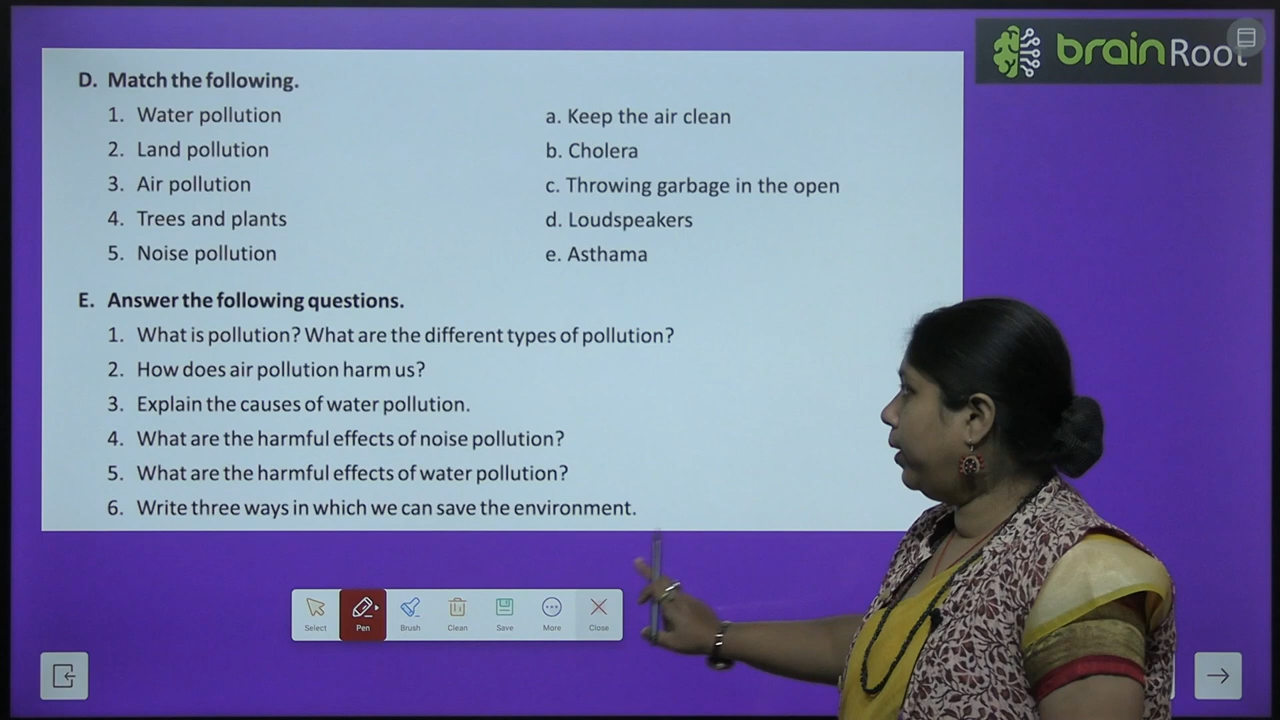 brainRoot
D. Match the following.
1. Water pollution a. Keep the air clean
2. Land pollution b. Cholera
3. Air pollution c. Throwing garbage in the open
4. Trees and plants d. Loudspeakers
5. Noise pollution e. Asthama
E. Answer the following questions.
1. What is pollution? What are the different types of pollution?
2. How does air pollution harm us?
3. Explain the causes of water pollution.
4. What are the harmful effects of noise pollution?
5. What are the harmful effects of water pollution?
6. Write three ways in which we can save the environment.
Select Pen Brush Clean Save More Close